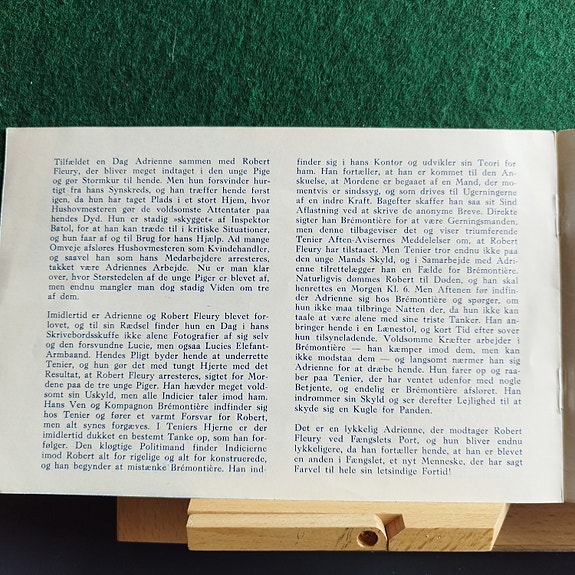 Tilfældet en Dag Adrienne sammen med Robert
Fleury, der bliver meget indtaget i den unge Pige
og gør Stormkur til hende. Men hun forsvinder hur-
tigt fra hans Synskreds, og han træffer hende først
igen, da hun har taget Plads i et stort Hjem, hvor
Hushovmesteren gør de voldsomste Attentater paa
hendes Dyd. Hun er stadig »skygget« af Inspektor
Batol, for at han kan træde til i kritiske Situationer,
og hun faar af og til Brug for hans Hjælp. Ad mange
Omveje afsløres Hushovmesteren som Kvindehandler,
og saavel han som hans Medarbejdere arresteres,
takket være Adriennes Arbejde. Nu er man klar
over, hvor Størstedelen af de unge Piger er blevet af,
men endnu mangler man dog stadig Viden om tre
af dem.
Imidlertid er Adrienne og Robert Fleury blevet for-
lovet, og til sin Rædsel finder hun en Dag i hans
Skrivebordsskuffe ikke alene Fotografier af sig selv
og den forsvundne Lucie, men ogsaa Lucies Elefant-
Armbaand. Hendes Pligt byder hende at underrette
Tenier, og hun gør det med tungt Hjerte med det
Resultat, at Robert Fleury arresteres, sigtet for Mor-
dene paa de tre unge Piger. Han hævder meget vold-
somt sin Uskyld, men alle Indicier taler imod ham.
Hans Ven og Kompagnon Brémontière indfinder sig
hos Tenier og fører et varmt Forsvar for Robert,
men alt synes forgæves. I Teniers Hjerne er der
imidlertid dukket en bestemt Tanke op, som han for-
følger. Den kløgtige Politimand finder Indicierne
imod Robert alt for rigelige og alt for konstruerede,
og han begynder at mistænke Brémontière. Han ind-
finder sig i hans Kontor og udvikler sin Teori for
ham. Han fortæller, at han er kommet til den An-
skuelse, at Mordene er begaaet af en Mand, der mo-
mentvis er sindssyg, og som drives til Ugerningerne
af en indre Kraft. Bagefter skaffer han saa sit Sind
Aflastning ved at skrive de anonyme Breve. Direkte
sigter han Brémontière for at være Gerningsmanden,
men denne tilbageviser det og viser triumferende
Tenier Aften-Avisernes Meddelelser om, at Robert
Fleury har tilstaaet. Men Tenier tror endnu ikke paa
den unge Mands Skyld, og i Samarbejde med Adri-
enne tilrettelægger han en Fælde for Brémontière.
Naturligvis dømmes Robert til Døden, og han skal
henrettes en Morgen Kl. 6. Men Aftenen før indfin-
der Adrienne sig hos Brémontière og spørger, om
hun maa tilbringe Natten der, da hun ikke kan
taale at være alene med sine triste Tanker. Han an-
bringer hende i en Lænestol, og kort Tid efter sover
hun tilsyneladende. Voldsomme Kræfter arbejder i
Brémontière — han kæmper imod dem, men kan
ikke modstaa dem — og langsomt nærmer han sig
Adrienne for at dræbe hende. Hun farer op og raa-
ber paa Tenier, der har ventet udenfor med nogle
Betjente, og endelig er Brémontière afsløret. Han
indrømmer sin Skyld og ser derefter Lejlighed til at
skyde sig en Kugle for Panden.
Det er en lykkelig Adrienne, der modtager Robert
Fleury ved Fængslets Port, og hun bliver endnu
lykkeligere, da han fortæller hende, at han er blevet
en anden i Fængslet, et nyt Menneske, der har sagt
Farvel til hele sin letsindige Fortid!